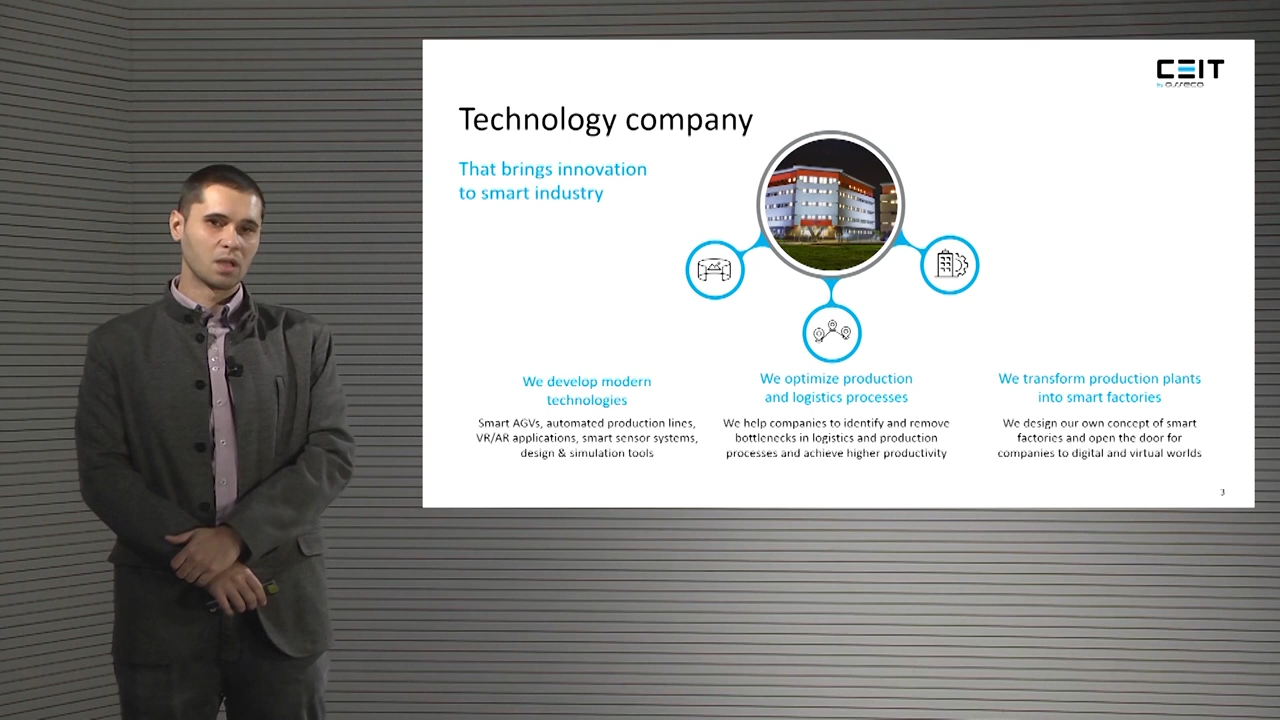 CEIT
by asseco
Technology company
That brings innovation
to smart industry
We develop modern
technologies
Smart AGVs, automated production lines,
VR/AR applications, smart sensor systems,
design & simulation tools
We optimize production
and logistics processes
We help companies to identify and remove
bottlenecks in logistics and production
processes and achieve higher productivity
We transform production plants
into smart factories
We design our own concept of smart
factories and open the door for
companies to digital and virtual worlds
3